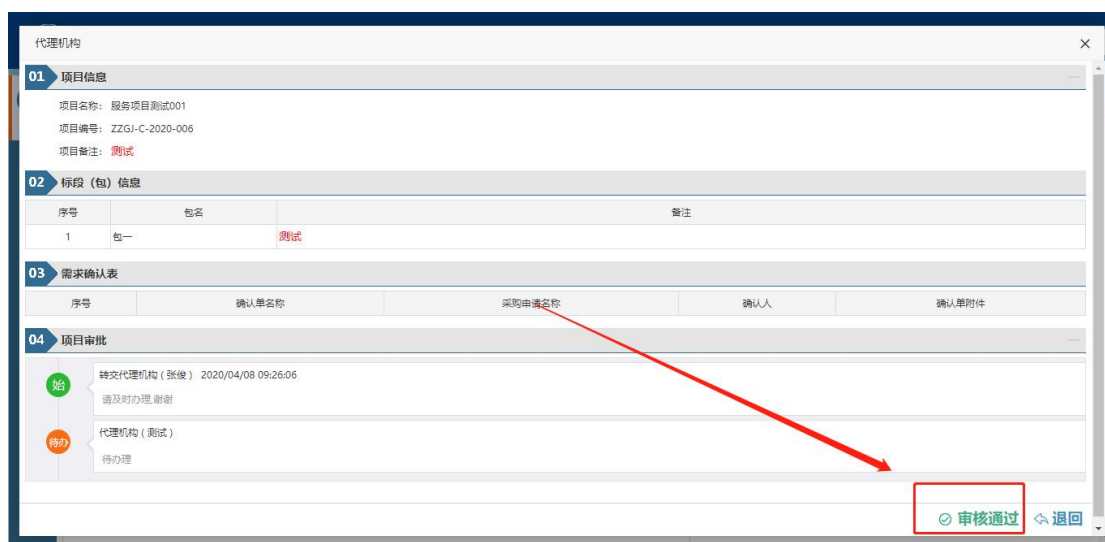 代理机构
01 项目信息
项目名称： 服务项目测试001
项目编号： ZZGJ-C-2020-006
项目备注： 测试
02 标段（包）信息
序号 包名 备注
1 包一 测试
03 需求确认表
序号 确认单名称 采购申请名称 确认人 确认单附件
04 项目审批
始 转交代理机构 ( 张俊 ) 2020/04/08 09:26:06
请及时办理,谢谢
待办 代理机构 ( 测试 )
待办理
审核通过 退回